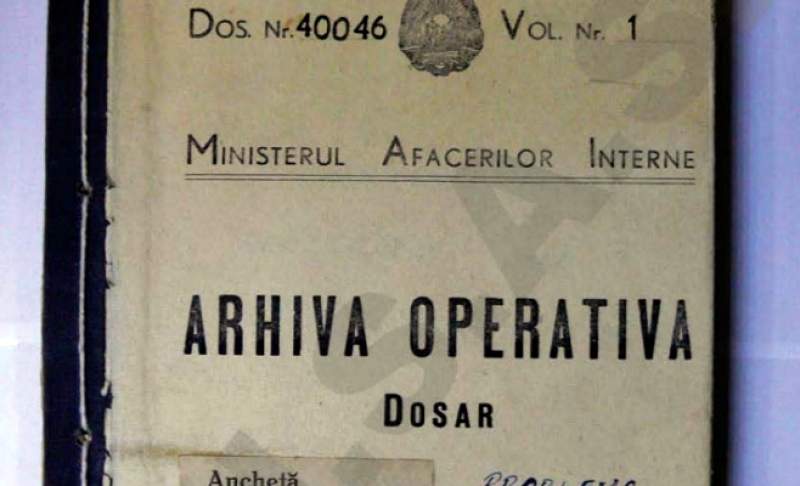 DOS. Nr. 40046 VOL. Nr. 1
MINISTERUL AFACERILOR INTERNE
ARHIVA OPERATIVA
DOSAR
Anchetă